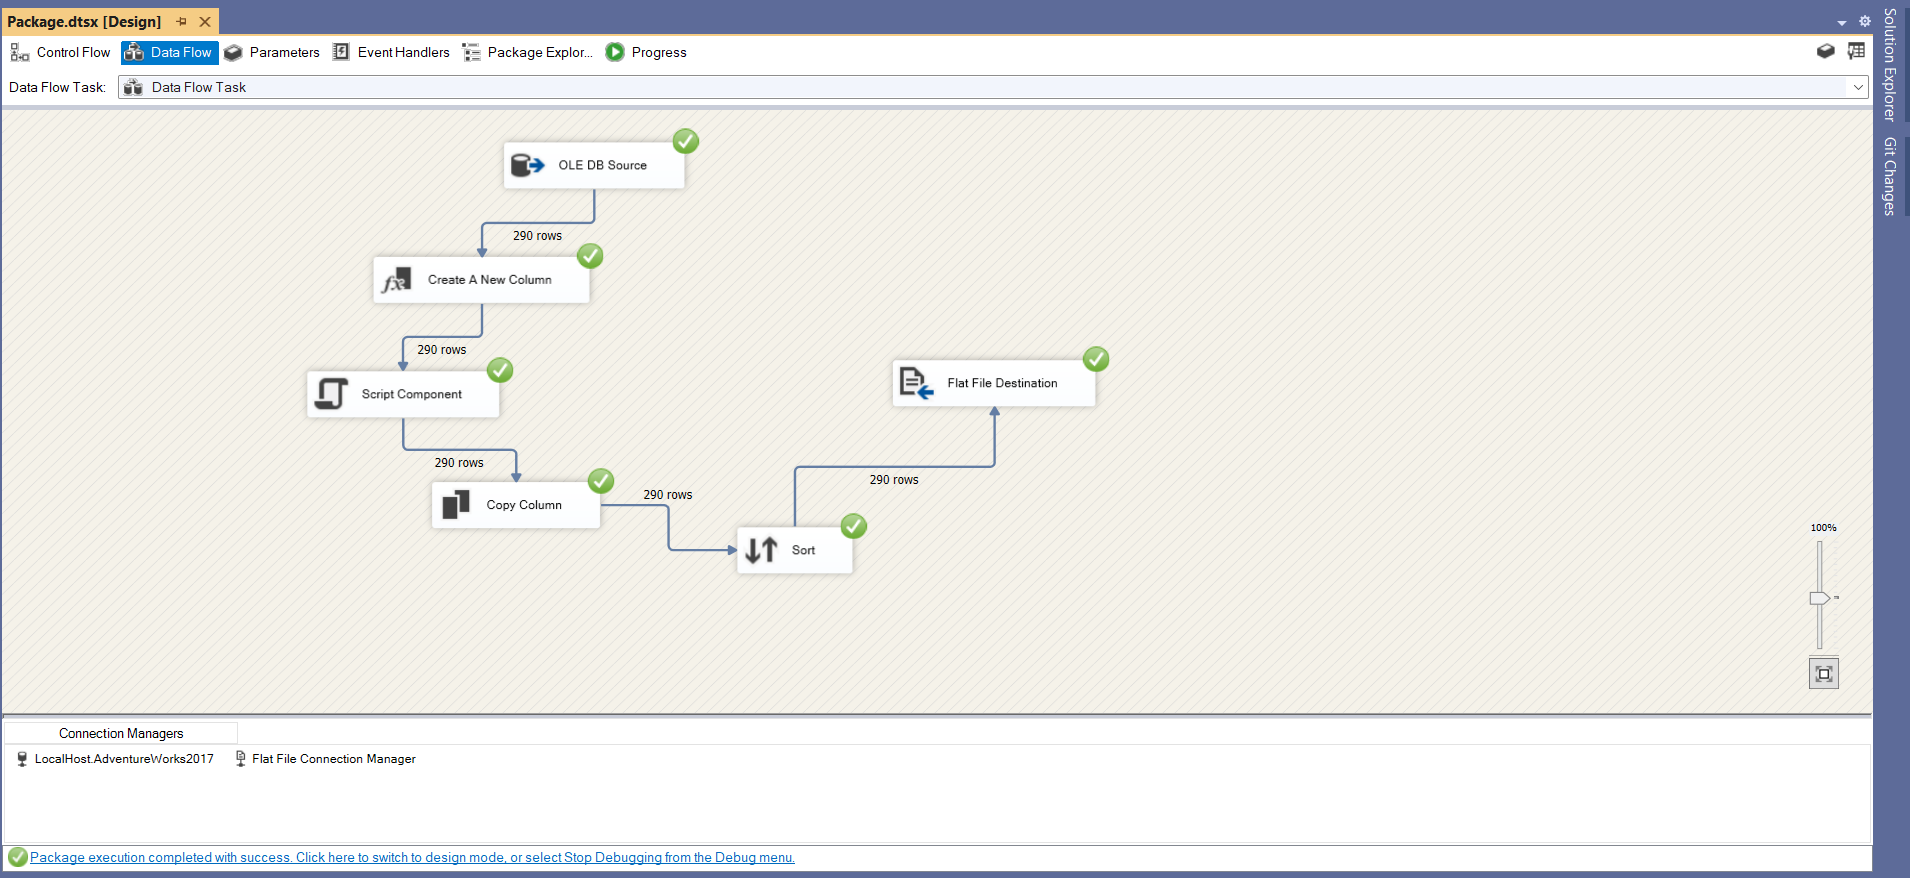 Package.dtsx [Design]
Control Flow
Data Flow
Parameters
Event Handlers
Package Explor...
Progress
Data Flow Task:
Data Flow Task
Solution Explorer
Git Changes
OLE DB Source
290 rows
Create A New Column
290 rows
Script Component
290 rows
Copy Column
290 rows
Sort
290 rows
Flat File Destination
100%
Connection Managers
LocalHost.AdventureWorks2017
Flat File Connection Manager
Package execution completed with success. Click here to switch to design mode, or select Stop Debugging from the Debug menu.